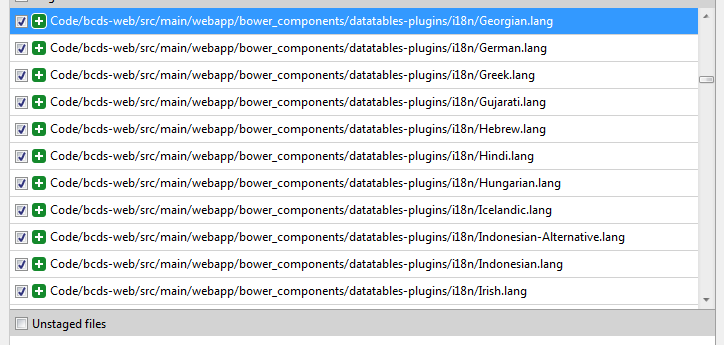 Code/bcds-web/src/main/webapp/bower_components/datatables-plugins/i18n/Georgian.lang
Code/bcds-web/src/main/webapp/bower_components/datatables-plugins/i18n/German.lang
Code/bcds-web/src/main/webapp/bower_components/datatables-plugins/i18n/Greek.lang
Code/bcds-web/src/main/webapp/bower_components/datatables-plugins/i18n/Gujarati.lang
Code/bcds-web/src/main/webapp/bower_components/datatables-plugins/i18n/Hebrew.lang
Code/bcds-web/src/main/webapp/bower_components/datatables-plugins/i18n/Hindi.lang
Code/bcds-web/src/main/webapp/bower_components/datatables-plugins/i18n/Hungarian.lang
Code/bcds-web/src/main/webapp/bower_components/datatables-plugins/i18n/Icelandic.lang
Code/bcds-web/src/main/webapp/bower_components/datatables-plugins/i18n/Indonesian-Alternative.lang
Code/bcds-web/src/main/webapp/bower_components/datatables-plugins/i18n/Indonesian.lang
Code/bcds-web/src/main/webapp/bower_components/datatables-plugins/i18n/Irish.lang
Unstaged files